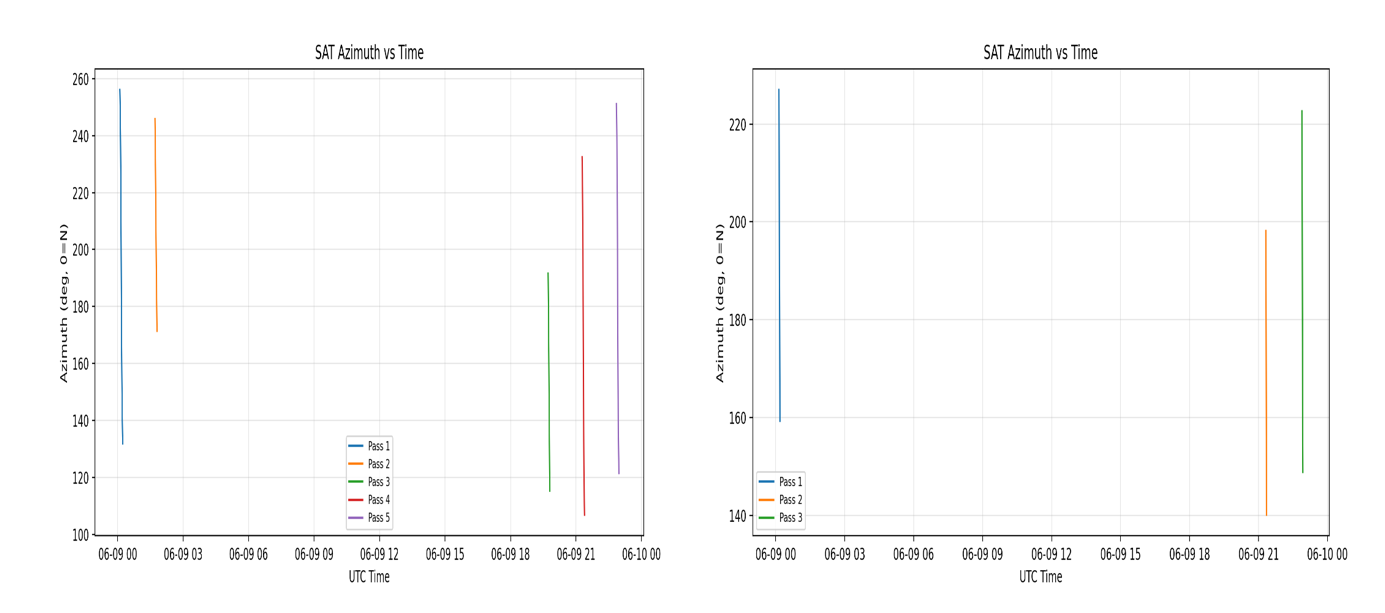 SAT Azimuth vs Time
260
240
220
200
180
160
140
120
100
Azimuth (deg, 0=N)
Pass 1
Pass 2
Pass 3
Pass 4
Pass 5
06-09 00 06-09 03 06-09 06 06-09 09 06-09 12 06-09 15 06-09 18 06-09 21 06-10 00
UTC Time
SAT Azimuth vs Time
220
200
180
160
140
Azimuth (deg, 0=N)
Pass 1
Pass 2
Pass 3
06-09 00 06-09 03 06-09 06 06-09 09 06-09 12 06-09 15 06-09 18 06-09 21 06-10 00
UTC Time